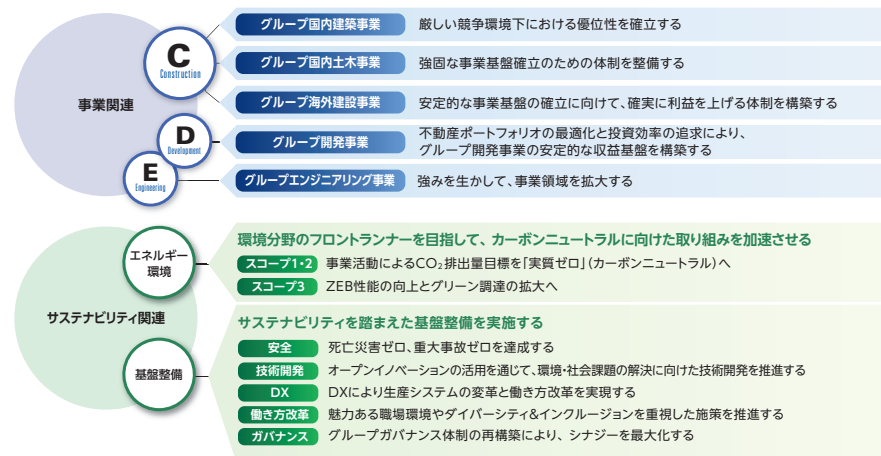 事業関連
C
Construction
グループ国内建築事業
厳しい競争環境下における優位性を確立する
グループ国内土木事業
強固な事業基盤確立のための体制を整備する
グループ海外建設事業
安定的な事業基盤の確立に向けて、確実に利益を上げる体制を構築する
D
Development
グループ開発事業
不動産ポートフォリオの最適化と投資効率の追求により、
グループ開発事業の安定的な収益基盤を構築する
E
Engineering
グループエンジニアリング事業
強みを生かして、事業領域を拡大する
サステナビリティ関連
エネルギー
環境
環境分野のフロントランナーを目指して、カーボンニュートラルに向けた取り組みを加速させる
スコープ1・2
事業活動によるCO₂排出量目標を「実質ゼロ」（カーボンニュートラル）へ
スコープ3
ZEB性能の向上とグリーン調達の拡大へ
基盤整備
サステナビリティを踏まえた基盤整備を実施する
安全
死亡災害ゼロ、重大事故ゼロを達成する
技術開発
オープンイノベーションの活用を通じて、環境・社会課題の解決に向けた技術開発を推進する
DX
DXにより生産システムの変革と働き方改革を実現する
働き方改革
魅力ある職場環境やダイバーシティ&インクルージョンを重視した施策を推進する
ガバナンス
グループガバナンス体制の再構築により、シナジーを最大化する